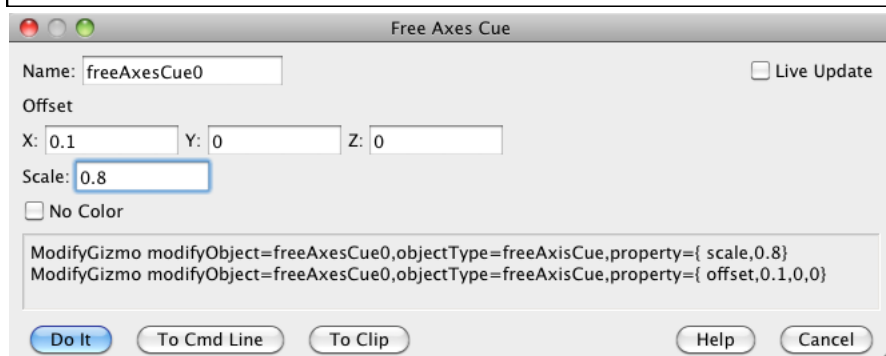 Free Axes Cue
Name: freeAxesCue0
Live Update
Offset
X: 0.1 Y: 0 Z: 0
Scale: 0.8
No Color
ModifyGizmo modifyObject=freeAxesCue0,objectType=freeAxisCue,property={ scale,0.8}
ModifyGizmo modifyObject=freeAxesCue0,objectType=freeAxisCue,property={ offset,0.1,0,0}
Do It To Cmd Line To Clip Help Cancel